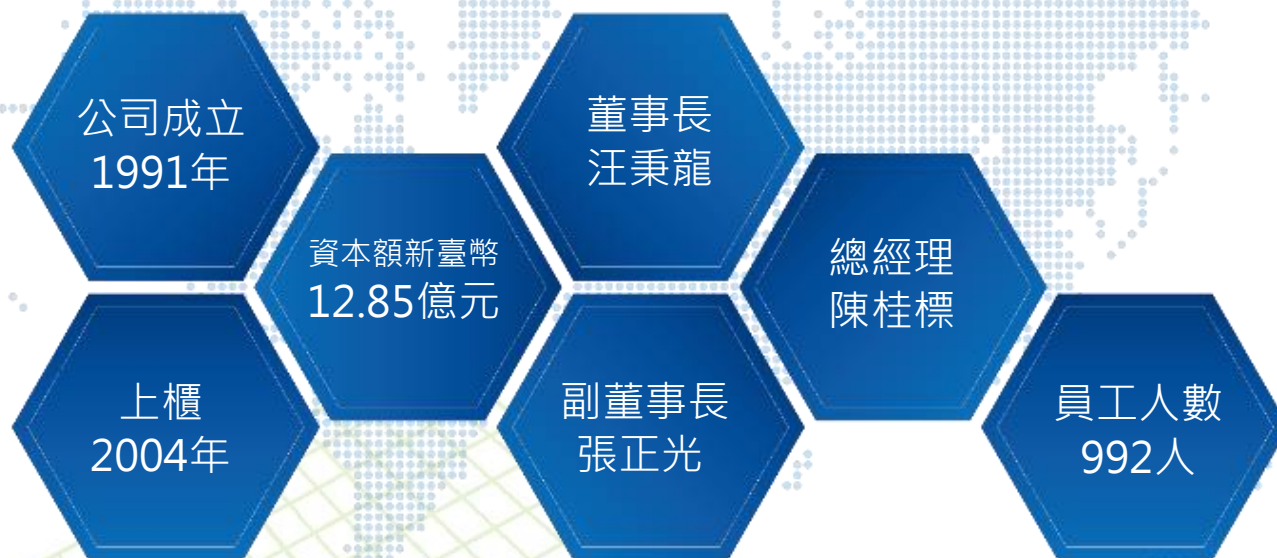 公司成立
1991年
董事長
汪秉龍
資本額新臺幣
12.85億元
總經理
陳桂標
上櫃
2004年
副董事長
張正光
員工人數
992人